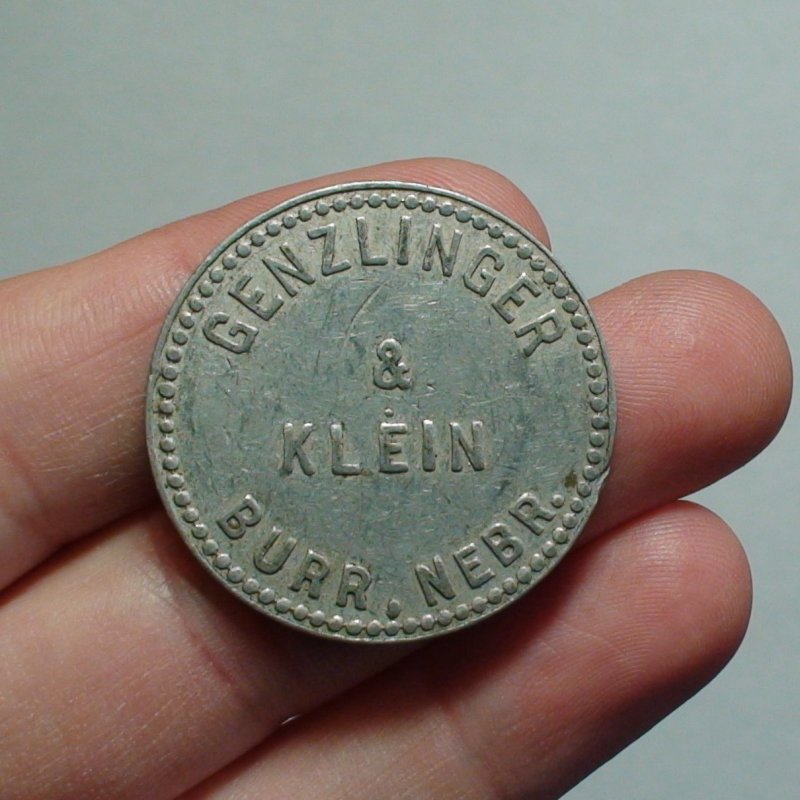 GENZLINGER
&
KLEIN
BURR, NEBR.